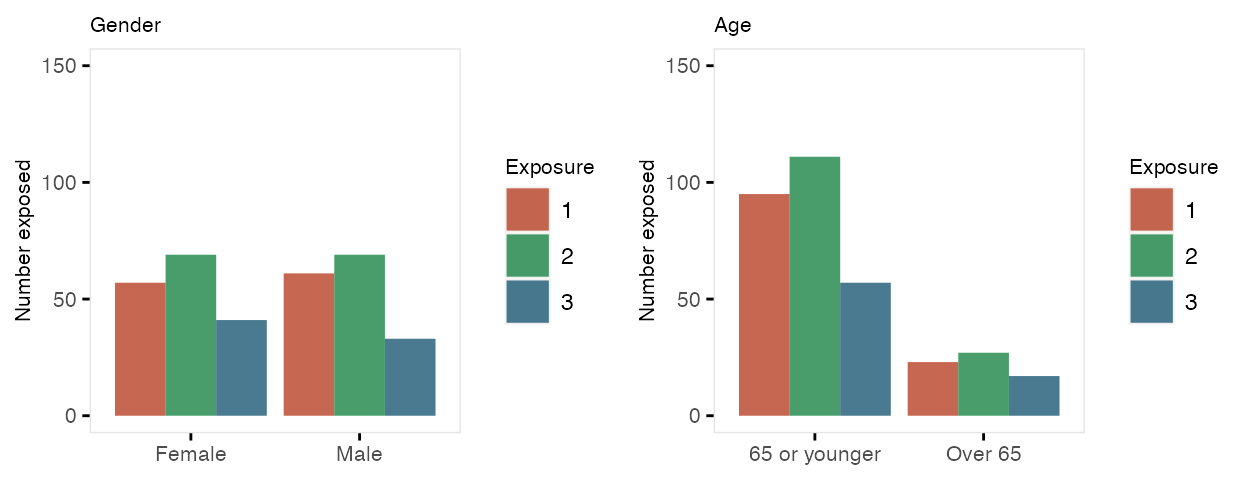 Gender
150
100
50
0
Number exposed
Female Male
Exposure
1
2
3
Age
150
100
50
0
Number exposed
65 or younger Over 65
Exposure
1
2
3